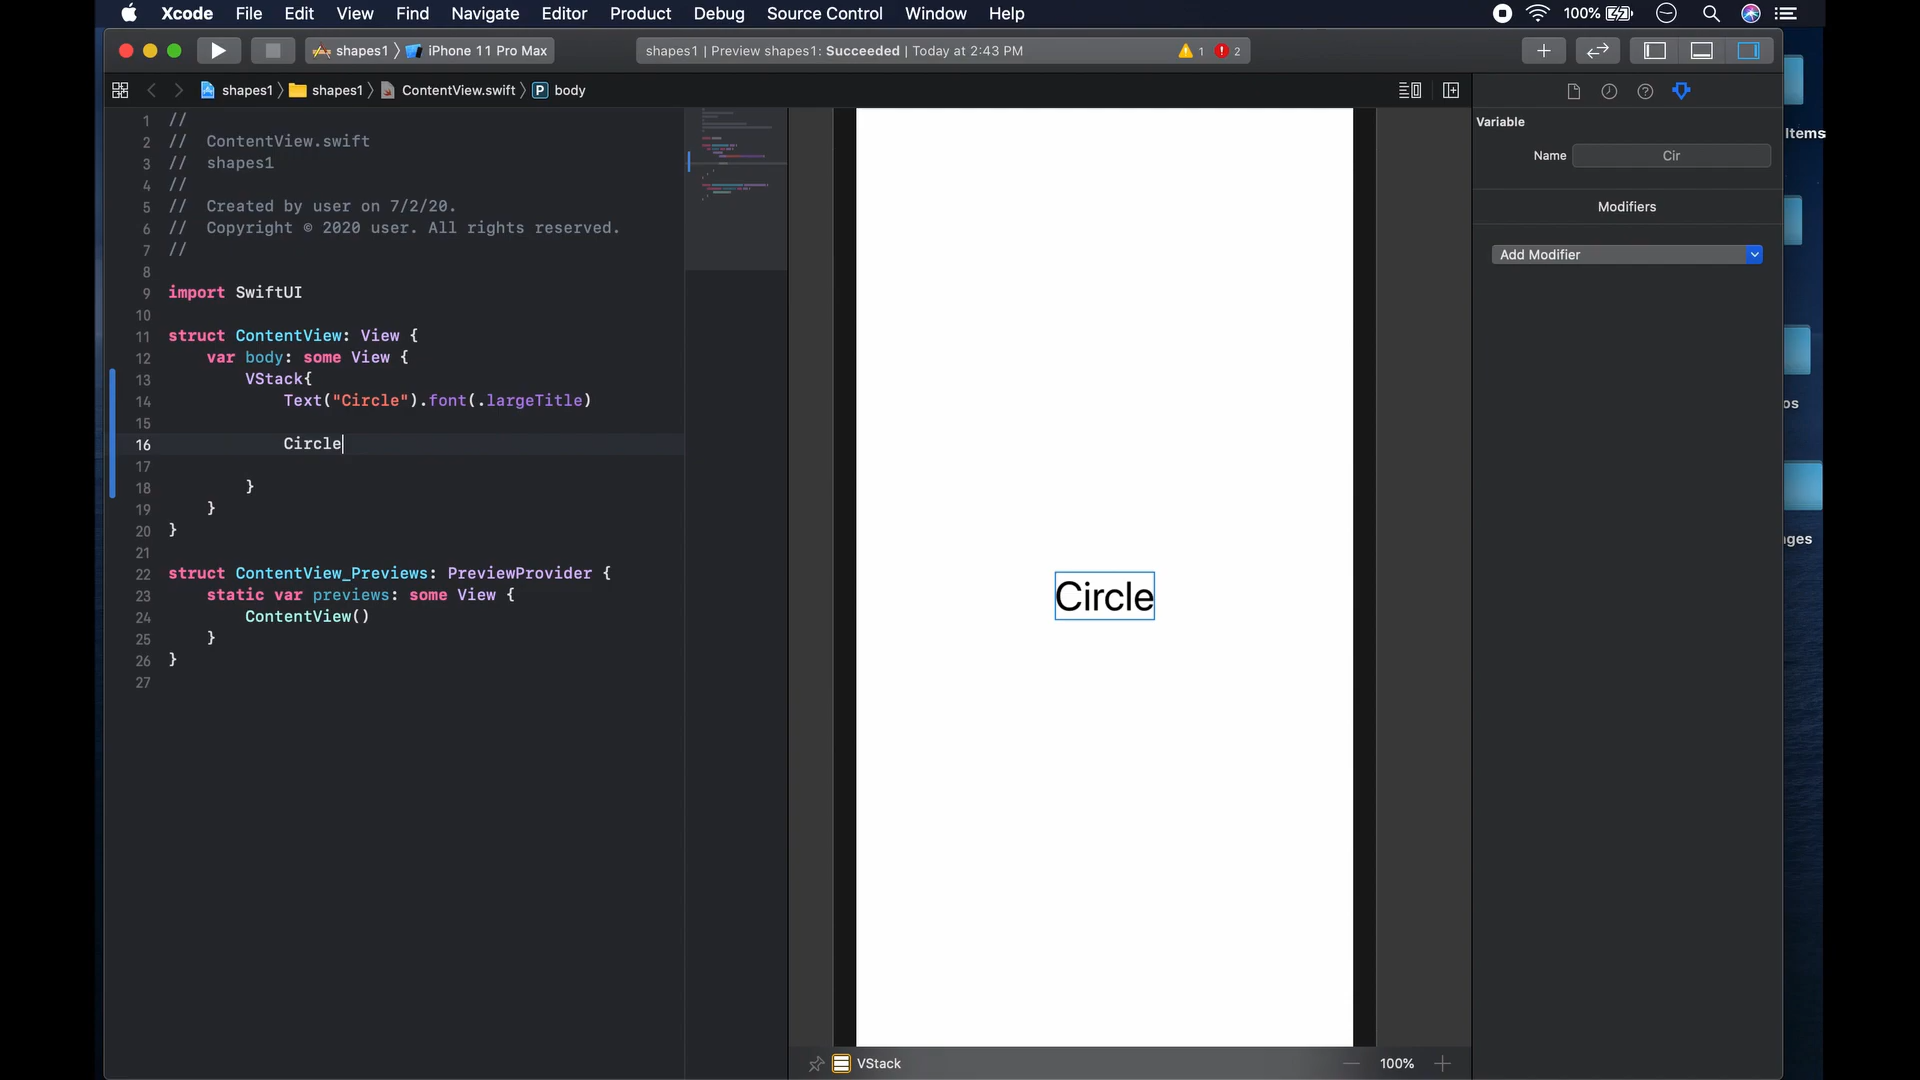 Xcode File Edit View Find Navigate Editor Product Debug Source Control Window Help 100%
shapes1 〉 iPhone 11 Pro Max shapes1 | Preview shapes1: Succeeded | Today at 2:43 PM 1 2
shapes1 〉 shapes1 〉 ContentView.swift 〉 P body
Items
os
ges
1 //
2 //  ContentView.swift
3 //  shapes1
4 //
5 //  Created by user on 7/2/20.
6 //  Copyright © 2020 user. All rights reserved.
7 //
8
9 import SwiftUI
10
11 struct ContentView: View {
12     var body: some View {
13         VStack{
14             Text("Circle").font(.largeTitle)
15
16             Circle
17
18         }
19     }
20 }
21
22 struct ContentView_Previews: PreviewProvider {
23     static var previews: some View {
24         ContentView()
25     }
26 }
27
Circle
VStack 100%
Variable
Name Cir
Modifiers
Add Modifier